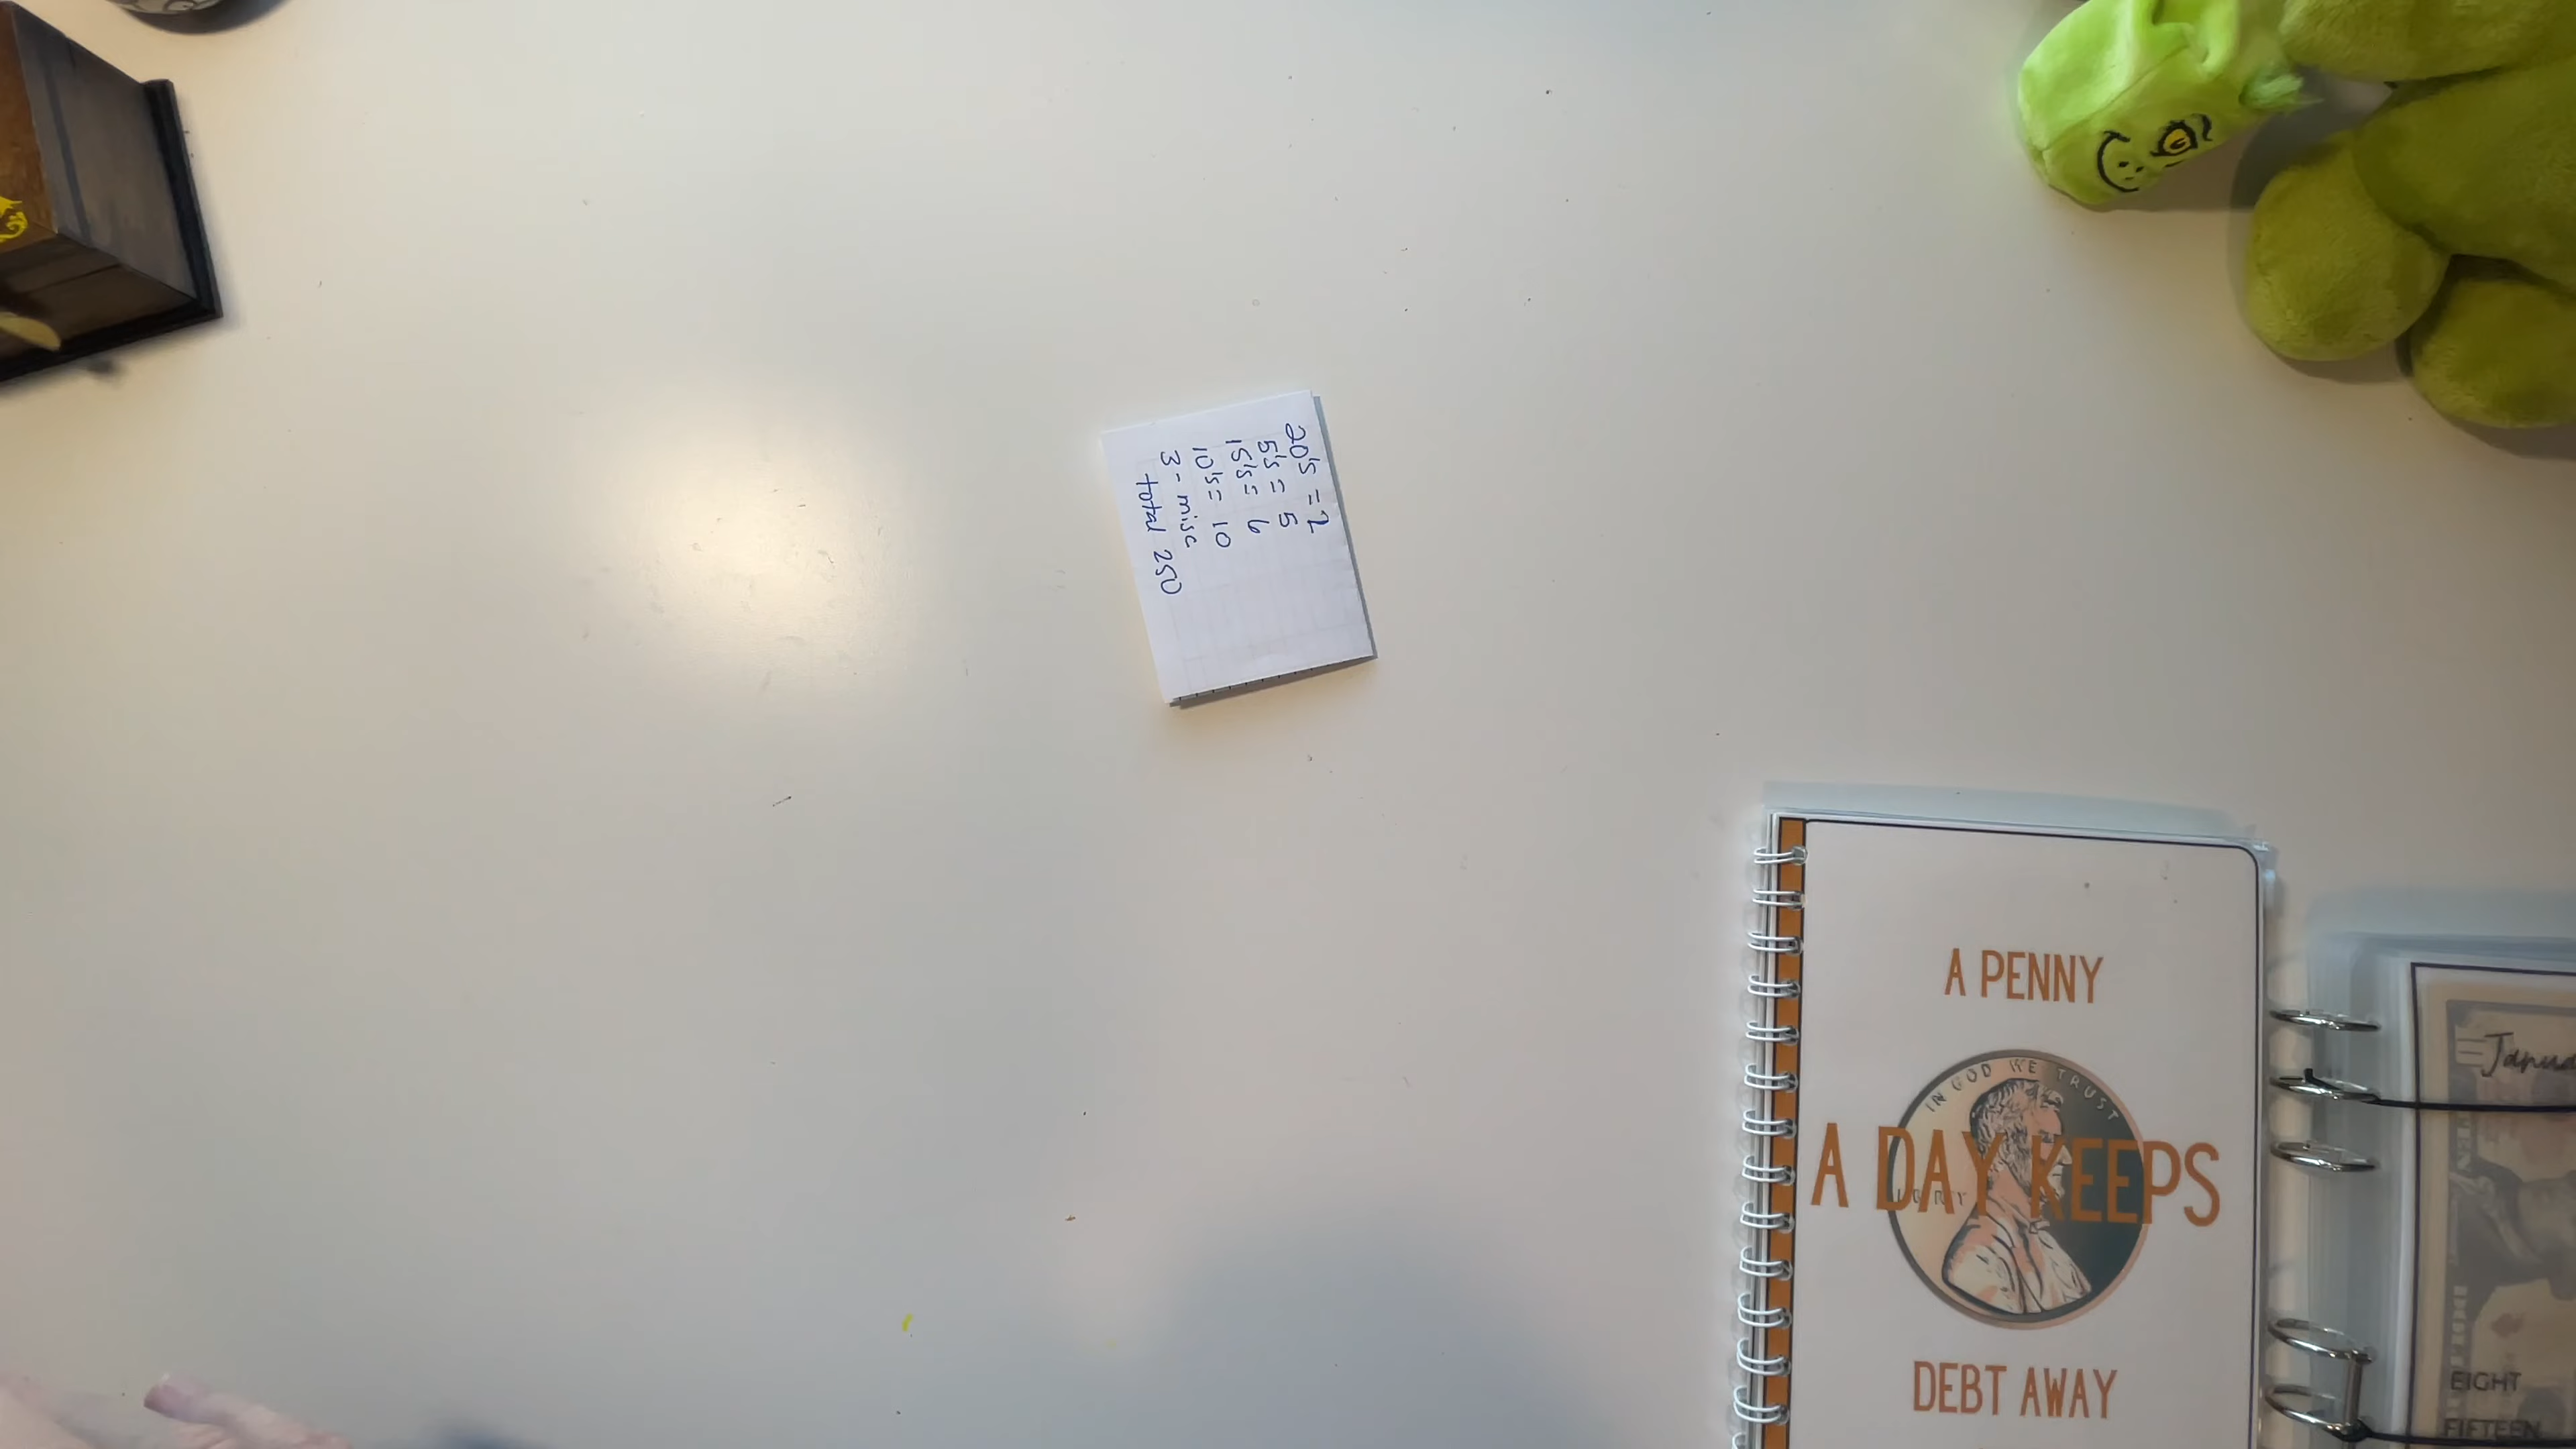 20's = 2
5's = 5
15's = 6
10's = 10
3 - misc
total 250
A PENNY
IN GOD WE TRUST
A DAY KEEPS
DEBT AWAY
EIGHT
FIFTEEN